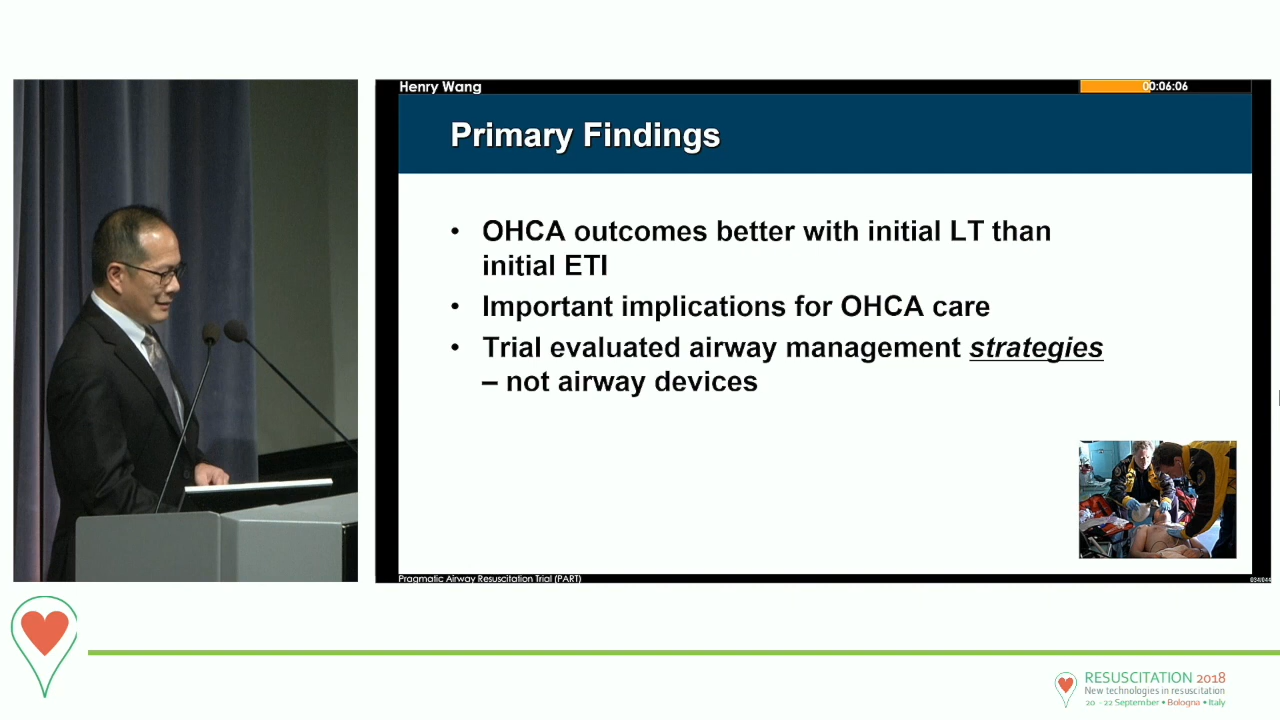 Henry Wang
00:06:06
Primary Findings
• OHCA outcomes better with initial LT than
initial ETI
• Important implications for OHCA care
• Trial evaluated airway management strategies
– not airway devices
Pragmatic Airway Resuscitation Trial (PART)
034/044
RESUSCITATION 2018
New technologies in resuscitation
20 - 22 September • Bologna • Italy